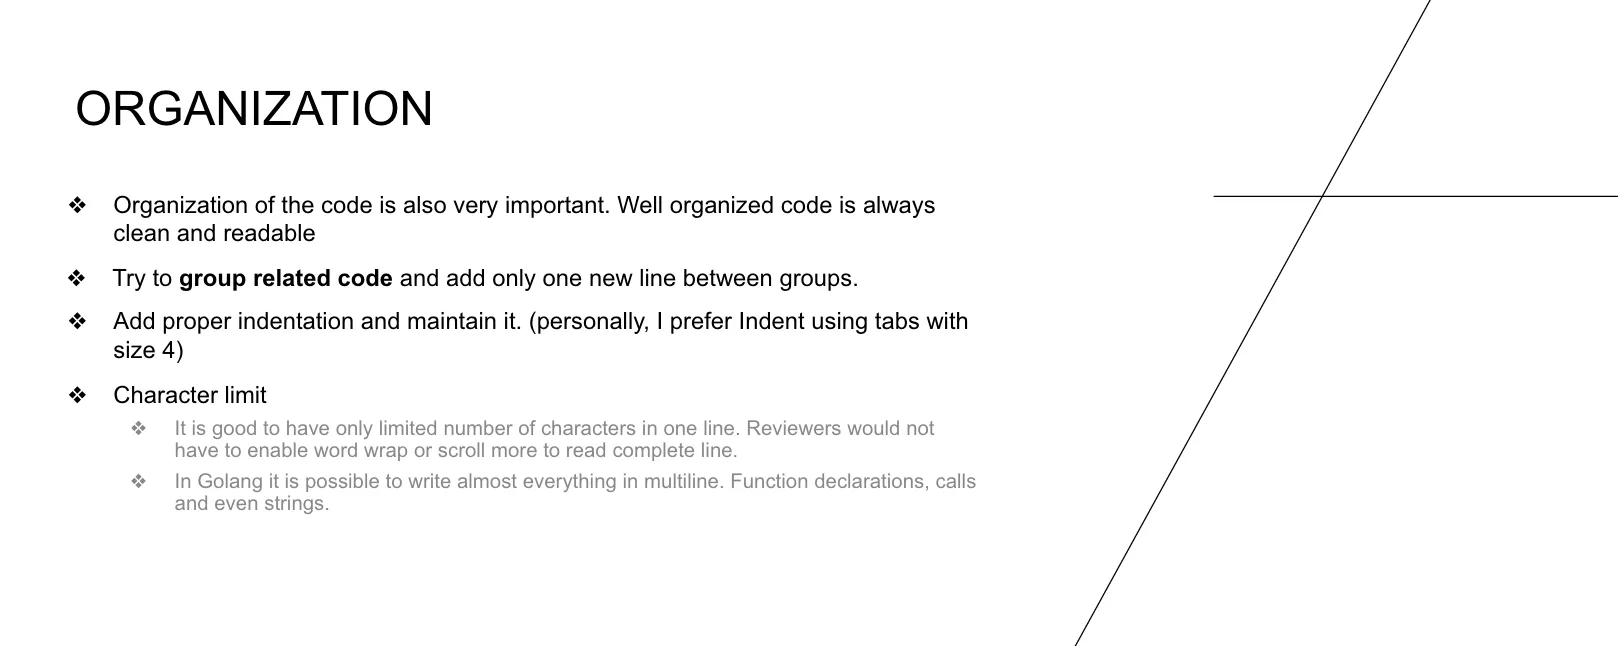 ORGANIZATION
❖ Organization of the code is also very important. Well organized code is always
clean and readable
❖ Try to group related code and add only one new line between groups.
❖ Add proper indentation and maintain it. (personally, I prefer Indent using tabs with
size 4)
❖ Character limit
❖ It is good to have only limited number of characters in one line. Reviewers would not
have to enable word wrap or scroll more to read complete line.
❖ In Golang it is possible to write almost everything in multiline. Function declarations, calls
and even strings.